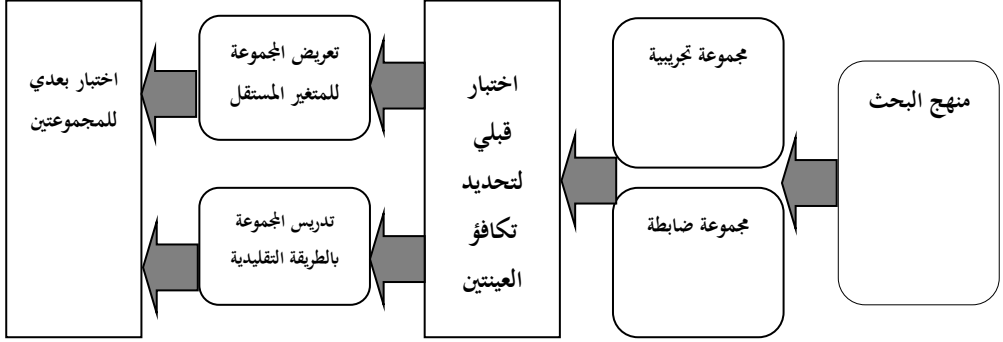 منهج البحث
مجموعة تجريبية
مجموعة ضابطة
اختبار
قبلي
لتحديد
تكافؤ
العينتين
تعريض المجموعة
للمتغير المستقل
تدريس المجموعة
بالطريقة التقليدية
اختبار بعدي
للمجموعتين